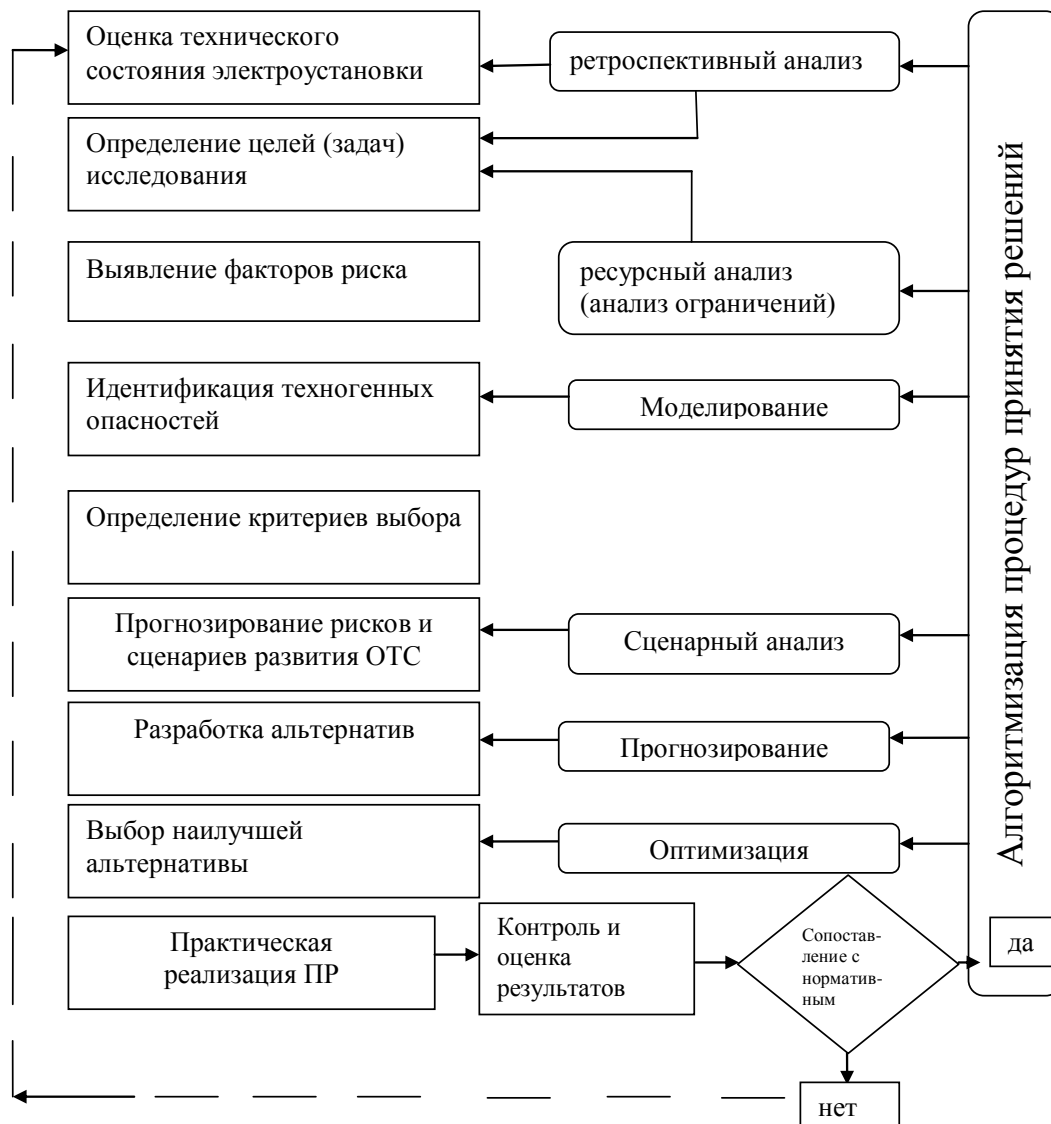 Оценка технического
состояния электроустановки
ретроспективный анализ
Определение целей (задач)
исследования
Выявление факторов риска
ресурсный анализ
(анализ ограничений)
Идентификация техногенных
опасностей
Моделирование
Определение критериев выбора
Прогнозирование рисков и
сценариев развития ОТС
Сценарный анализ
Разработка альтернатив
Прогнозирование
Выбор наилучшей
альтернативы
Оптимизация
Алгоритмизация процедур принятия решений
Практическая
реализация ПР
Контроль и
оценка
результатов
Сопостав-
ление с
норматив-
ным
да
нет